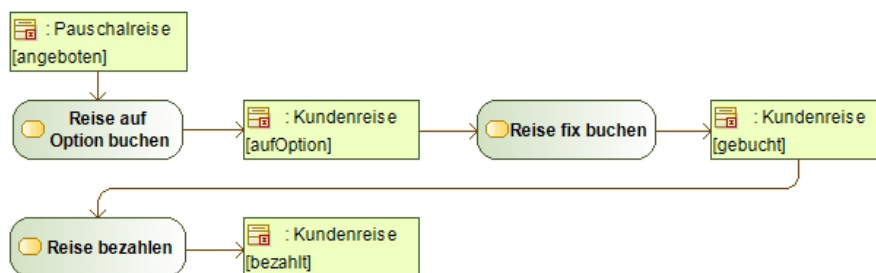 : Pauschalreise
[angeboten]
Reise auf
Option buchen
: Kundenreise
[aufOption]
Reise fix buchen
: Kundenreise
[gebucht]
Reise bezahlen
: Kundenreise
[bezahlt]